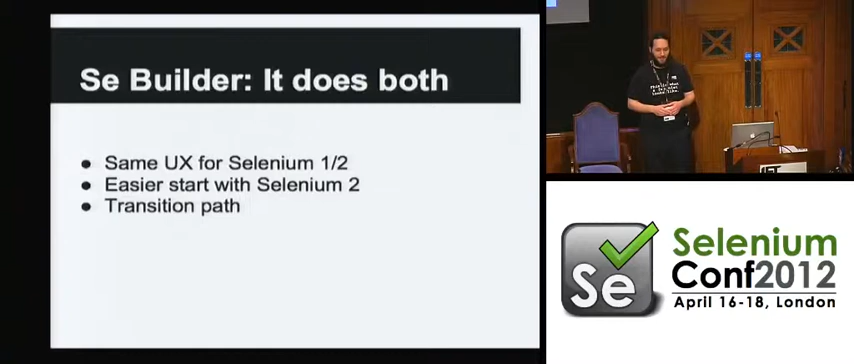 Se Builder: It does both
Same UX for Selenium 1/2
Easier start with Selenium 2
Transition path
Se
Selenium
Conf2012
April 16-18, London